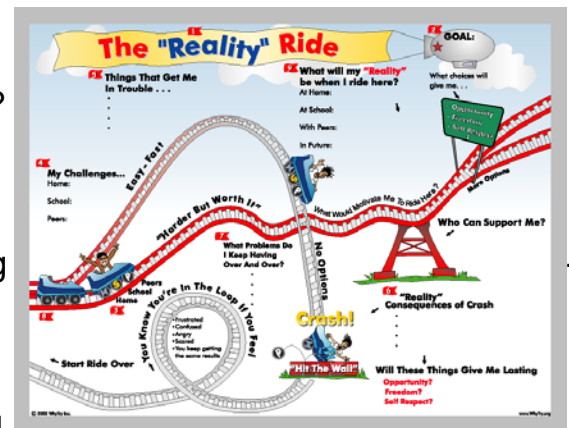 The "Reality" Ride
GOAL:
What choices will
give me...
Opportunity
• Freedom
• Self Respect
Things That Get Me
In Trouble . . .
What will my "Reality"
be when I ride here?
At Home:
At School:
With Peers:
In Future:
My Challenges...
Home:
School:
Peers:
Easy - Fast
"Harder But Worth It"
What Would Motivate Me To Ride Here?
More Options
Who Can Support Me?
What Problems Do
I Keep Having
Over And Over?
No Options
Peers
School
Home
You Know You're In The Loop If You Feel
•Frustrated
•Confused
•Angry
•Scared
•You keep getting
the same results
Crash!
"Hit The Wall"
"Reality"
Consequences of Crash
Start Ride Over
Will These Things Give Me Lasting
Opportunity?
Freedom?
Self Respect?
www.WhyTry.org